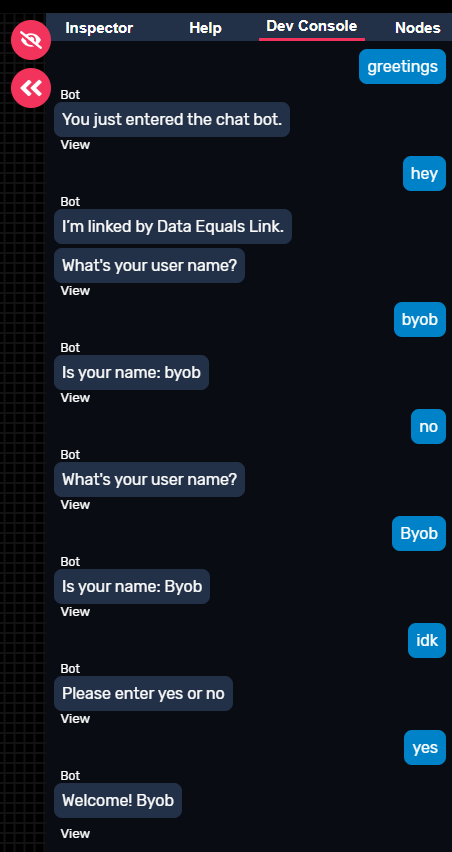 Inspector Help Dev Console Nodes
greetings
Bot
You just entered the chat bot.
View
hey
Bot
I'm linked by Data Equals Link.
What's your user name?
View
byob
Bot
Is your name: byob
View
no
Bot
What's your user name?
View
Byob
Bot
Is your name: Byob
View
idk
Bot
Please enter yes or no
View
yes
Bot
Welcome! Byob
View